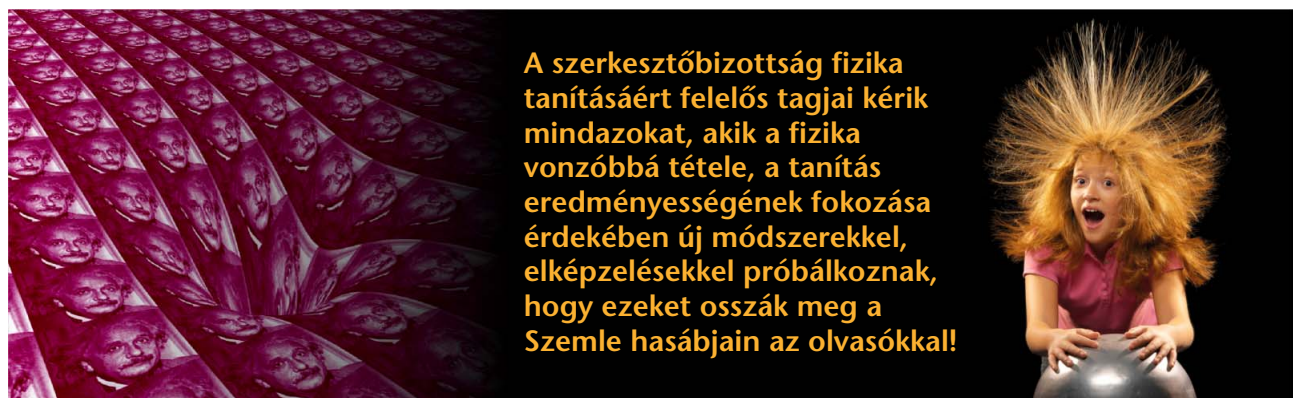 A szerkesztőbizottság fizika
tanításáért felelős tagjai kérik
mindazokat, akik a fizika
vonzóbbá tétele, a tanítás
eredményességének fokozása
érdekében új módszerekkel,
elképzelésekkel próbálkoznak,
hogy ezeket osszák meg a
Szemle hasábjain az olvasókkal!